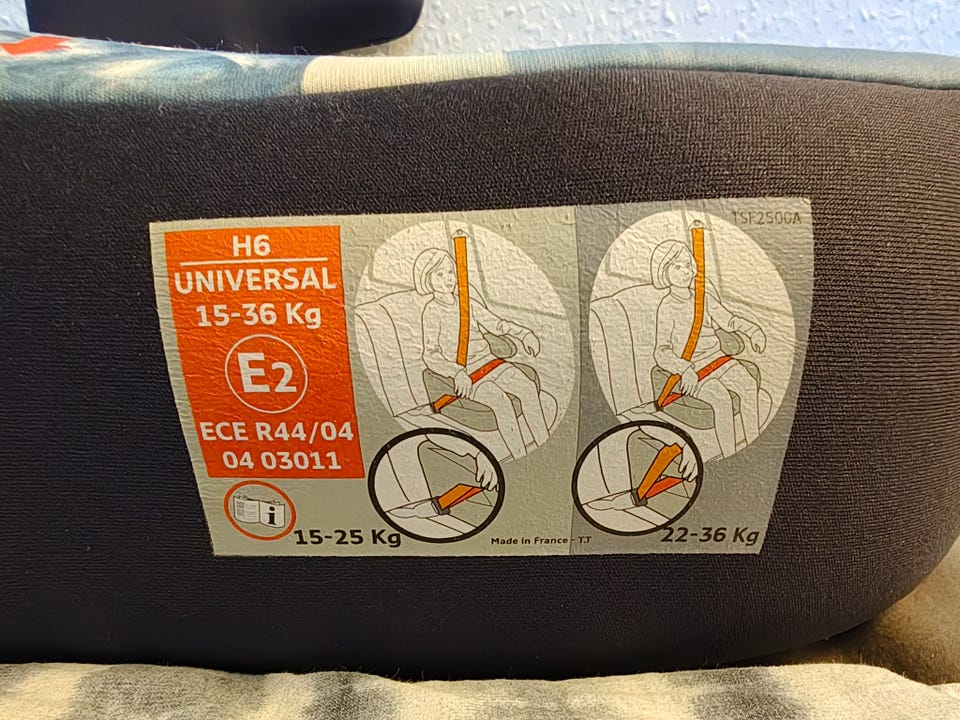 H6
UNIVERSAL
15-36 Kg
E2
ECE R44/04
04 03011
i
15-25 Kg
Made in France - T.T
TSF2500A
22-36 Kg